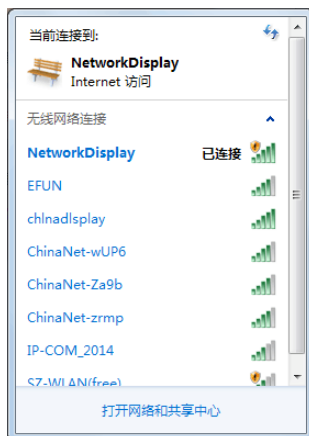 当前连接到:
NetworkDisplay
Internet 访问
无线网络连接
NetworkDisplay 已连接
EFUN
chlnadlsplay
ChinaNet-wUP6
ChinaNet-Za9b
ChinaNet-zrmp
IP-COM_2014
SZ-WLAN(free)
打开网络和共享中心